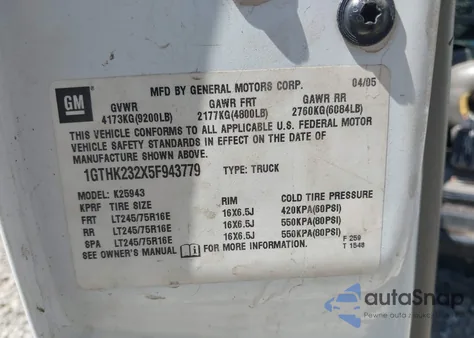 MFD BY GENERAL MOTORS CORP. 04/05
GM
GVWR GAWR FRT GAWR RR
4173KG(9200LB) 2177KG(4800LB) 2760KG(6084LB)
THIS VEHICLE CONFORMS TO ALL APPLICABLE U.S. FEDERAL MOTOR
VEHICLE SAFETY STANDARDS IN EFFECT ON THE DATE OF
MANUFACTURE SHOWN ABOVE.
1GTHK232X5F943779 TYPE: TRUCK
MODEL: K25943
KPRF TIRE SIZE RIM COLD TIRE PRESSURE
FRT LT245/75R16E 16X6.5J 420KPA(60PSI)
RR LT245/75R16E 16X6.5J 550KPA(80PSI)
SPA LT245/75R16E 16X6.5J 550KPA(80PSI)
SEE OWNER'S MANUAL FOR MORE INFORMATION.
F 259
T 1548
autoSnap
Pewne auto z